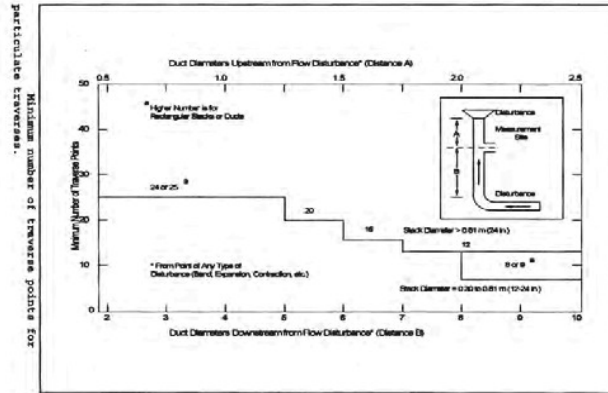 Minimum number of traverse points for
particulate traverses.
Duct Diameters Upstream from Flow Disturbance* (Distance A)
0.5 1.0 1.5 2.0 2.5
50
40
30
20
10
0
Minimum Number of Traverse Points
a Higher Number is for
Rectangular Stacks or Ducts
24 or 25 a
20
16
Stack Diameter > 0.61 m (24 in.)
12
8 or 9 a
* From Point of Any Type of
Disturbance (Bend, Expansion, Contraction, etc.)
Stack Diameter = 0.30 to 0.61 m (12-24 in.)
Disturbance
Measurement
Site
A
B
Disturbance
2 3 4 5 6 7 8 9 10
Duct Diameters Downstream from Flow Disturbance* (Distance B)